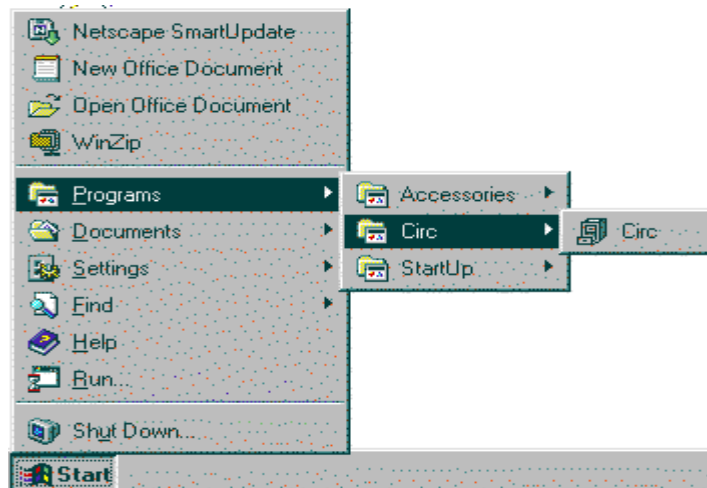 Netscape SmartUpdate
New Office Document
Open Office Document
WinZip
Programs
Documents
Settings
Find
Help
Run...
Shut Down...
Start
Accessories
Circ
StartUp
Circ